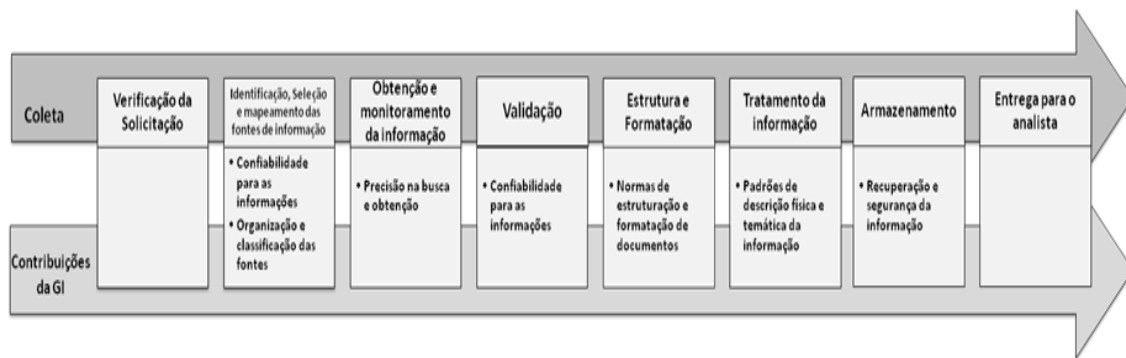 Coleta
Verificação da
Solicitação
Identificação, Seleção
e mapeamento das
fontes de informação
Obtenção e
monitoramento
da informação
Validação
Estrutura e
Formatação
Tratamento da
informação
Armazenamento
Entrega para o
analista
Contribuições
da GI
• Confiabilidade
para as
informações
• Organização e
classificação das
fontes
• Precisão na busca
e obtenção
• Confiabilidade
para as
informações
• Normas de
estruturação e
formatação de
documentos
• Padrões de
descrição física e
temática da
informação
• Recuperação e
segurança da
informação